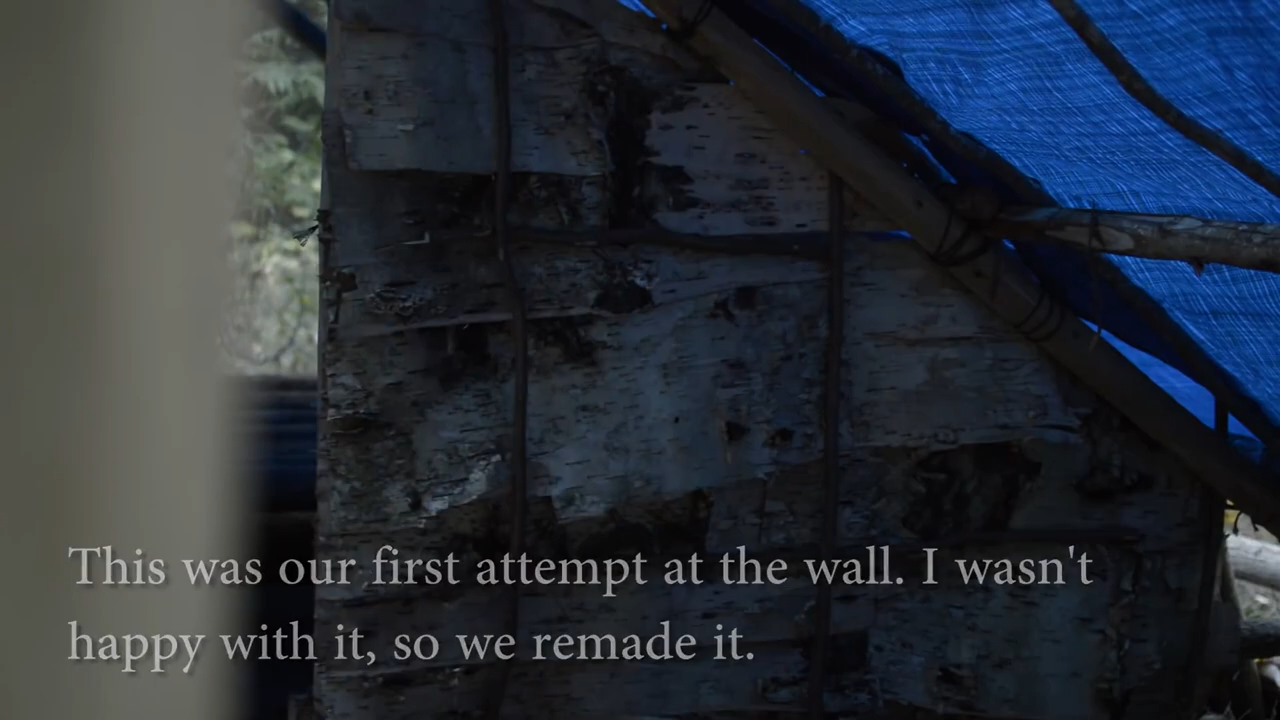 This was our first attempt at the wall. I wasn't
happy with it, so we remade it.